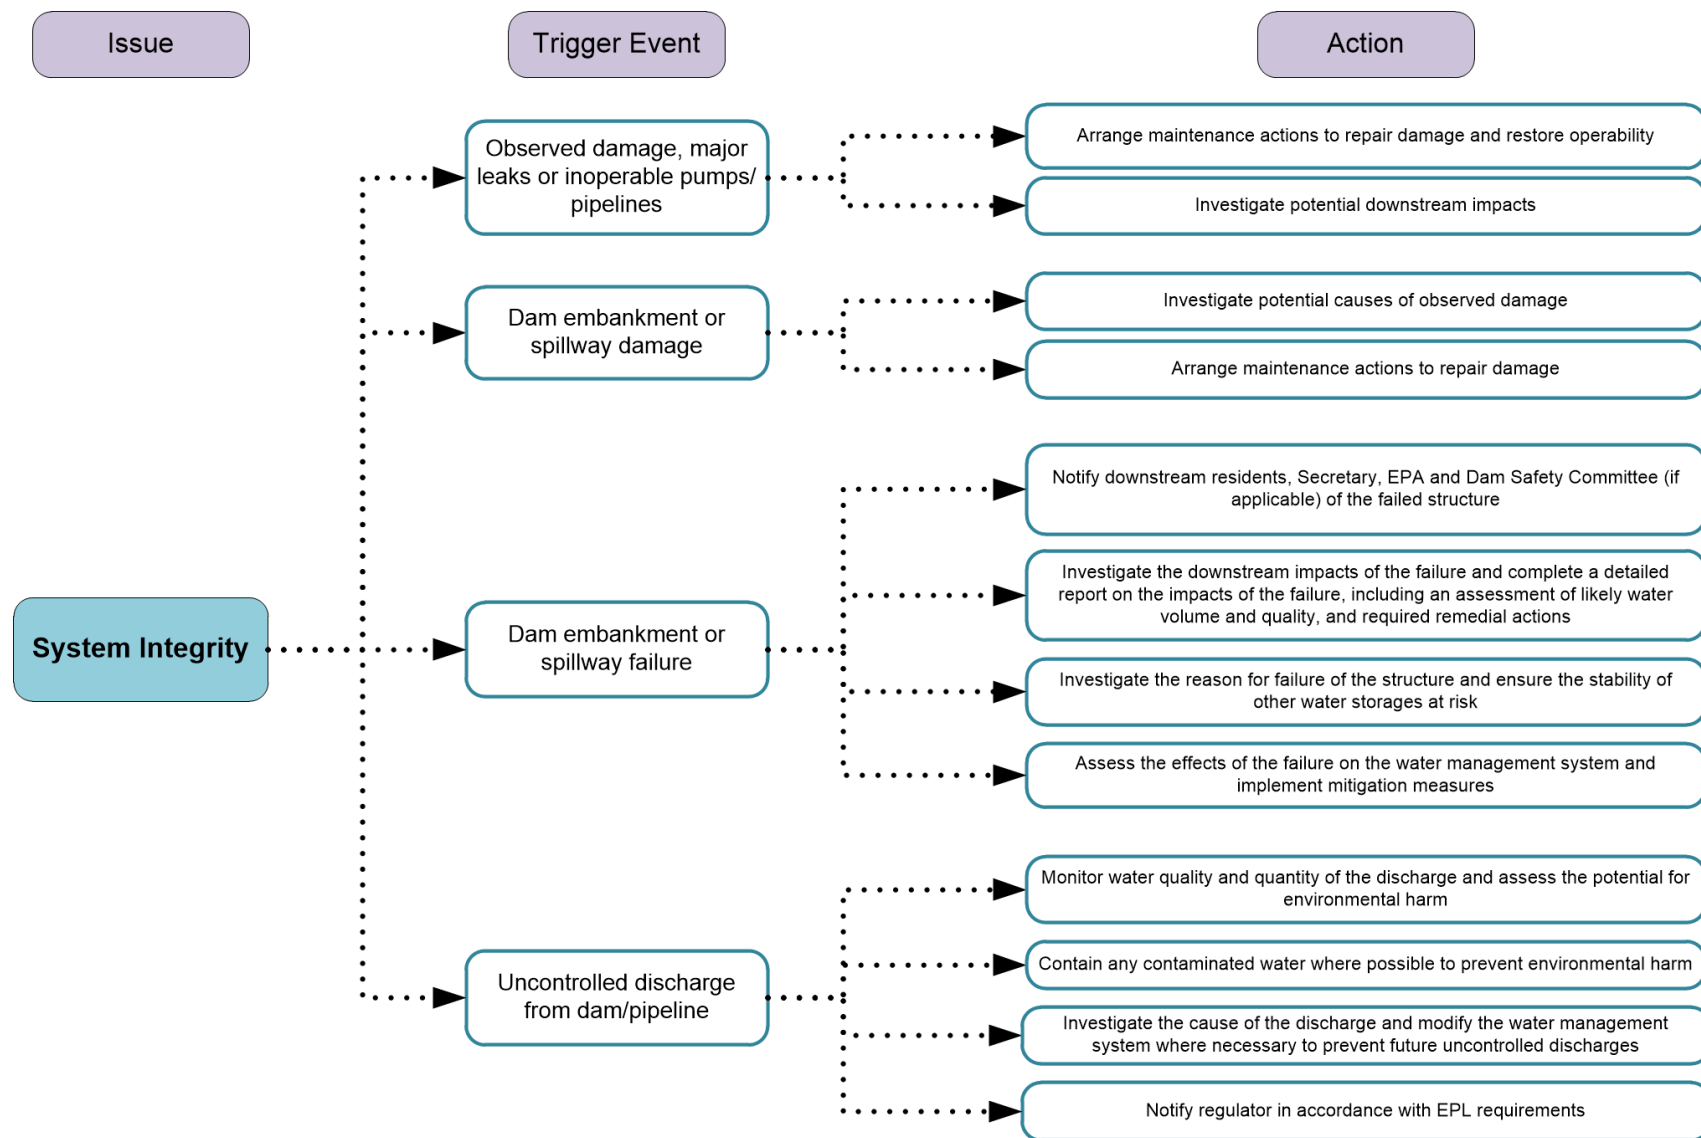 Issue
Trigger Event
Action
Observed damage, major
leaks or inoperable pumps/
pipelines
Arrange maintenance actions to repair damage and restore operability
Investigate potential downstream impacts
Dam embankment or
spillway damage
Investigate potential causes of observed damage
Arrange maintenance actions to repair damage
System Integrity
Dam embankment or
spillway failure
Notify downstream residents, Secretary, EPA and Dam Safety Committee (if
applicable) of the failed structure
Investigate the downstream impacts of the failure and complete a detailed
report on the impacts of the failure, including an assessment of likely water
volume and quality, and required remedial actions
Investigate the reason for failure of the structure and ensure the stability of
other water storages at risk
Assess the effects of the failure on the water management system and
implement mitigation measures
Uncontrolled discharge
from dam/pipeline
Monitor water quality and quantity of the discharge and assess the potential for
environmental harm
Contain any contaminated water where possible to prevent environmental harm
Investigate the cause of the discharge and modify the water management
system where necessary to prevent future uncontrolled discharges
Notify regulator in accordance with EPL requirements